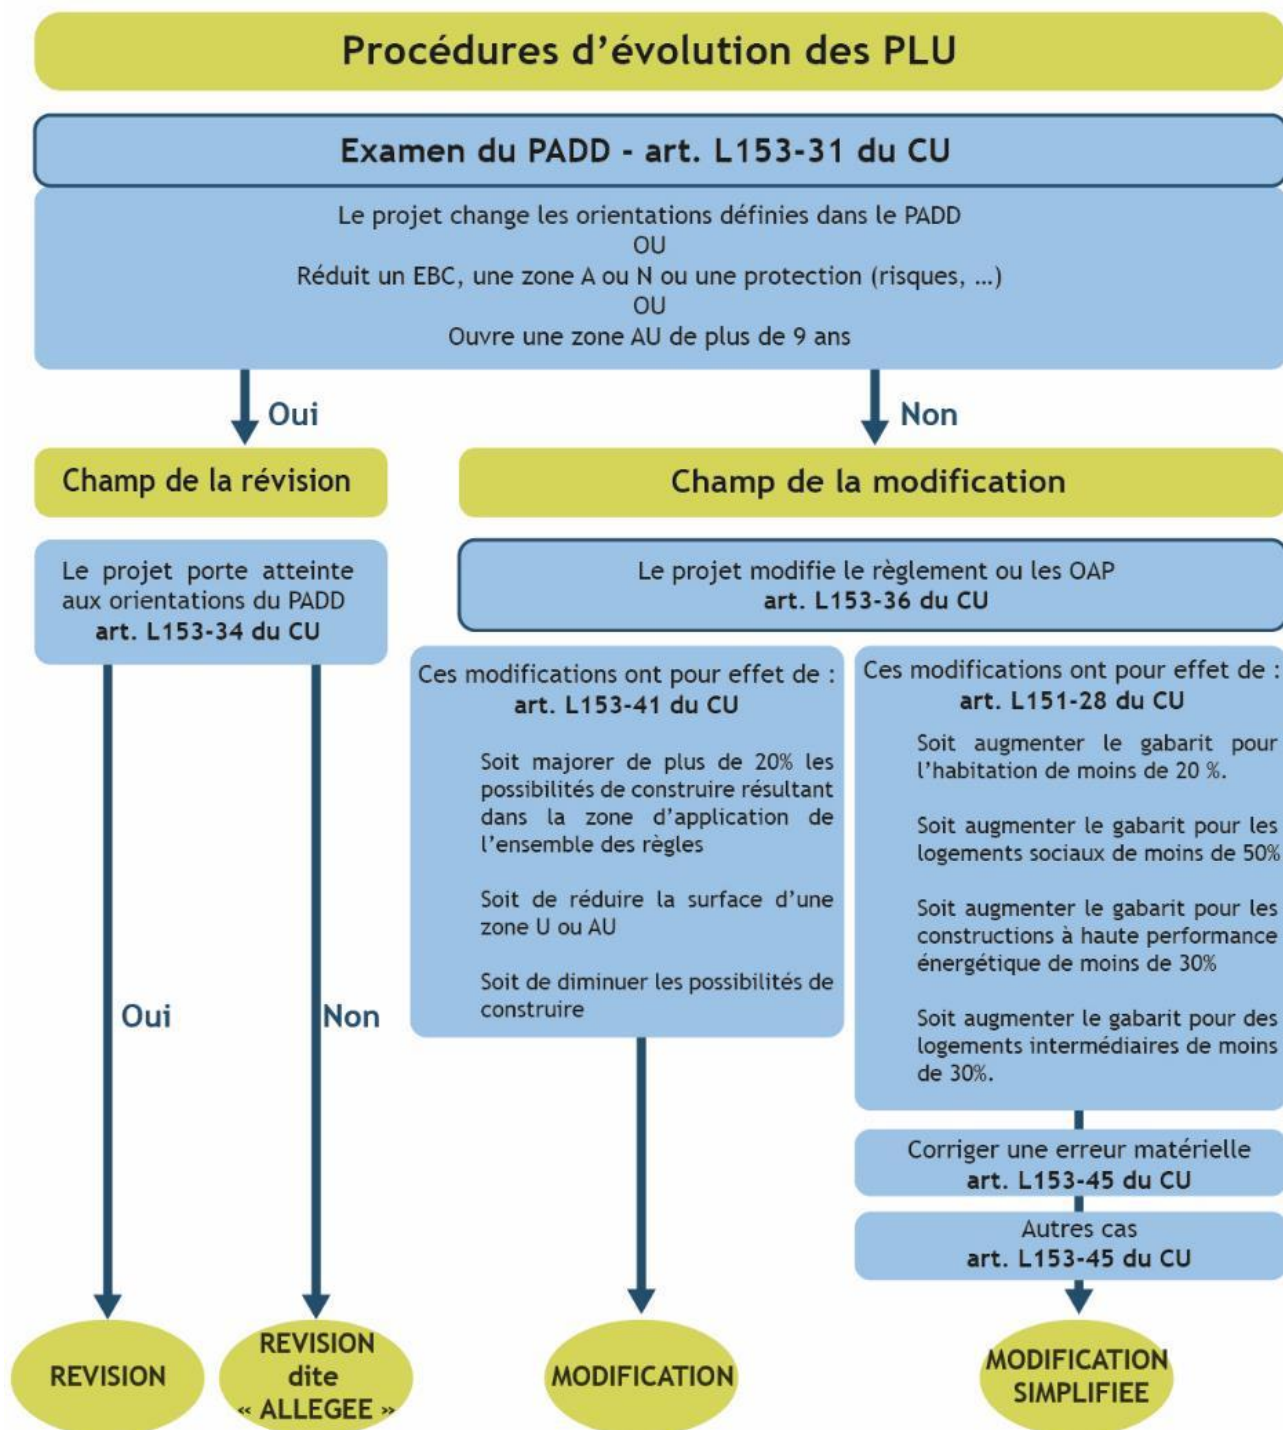 Procédures d’évolution des PLU
Examen du PADD - art. L153-31 du CU
Le projet change les orientations définies dans le PADD
OU
Réduit un EBC, une zone A ou N ou une protection (risques, …)
OU
Ouvre une zone AU de plus de 9 ans
Oui
Non
Champ de la révision
Le projet porte atteinte
aux orientations du PADD
art. L153-34 du CU
Oui
Non
REVISION
REVISION
dite
« ALLEGEE »
Champ de la modification
Le projet modifie le règlement ou les OAP
art. L153-36 du CU
Ces modifications ont pour effet de :
art. L153-41 du CU
Soit majorer de plus de 20% les
possibilités de construire résultant
dans la zone d’application de
l’ensemble des règles
Soit de réduire la surface d’une
zone U ou AU
Soit de diminuer les possibilités de
construire
MODIFICATION
Ces modifications ont pour effet de :
art. L151-28 du CU
Soit augmenter le gabarit pour
l’habitation de moins de 20 %.
Soit augmenter le gabarit pour les
logements sociaux de moins de 50%
Soit augmenter le gabarit pour les
constructions à haute performance
énergétique de moins de 30%
Soit augmenter le gabarit pour des
logements intermédiaires de moins
de 30%.
Corriger une erreur matérielle
art. L153-45 du CU
Autres cas
art. L153-45 du CU
MODIFICATION
SIMPLIFIEE